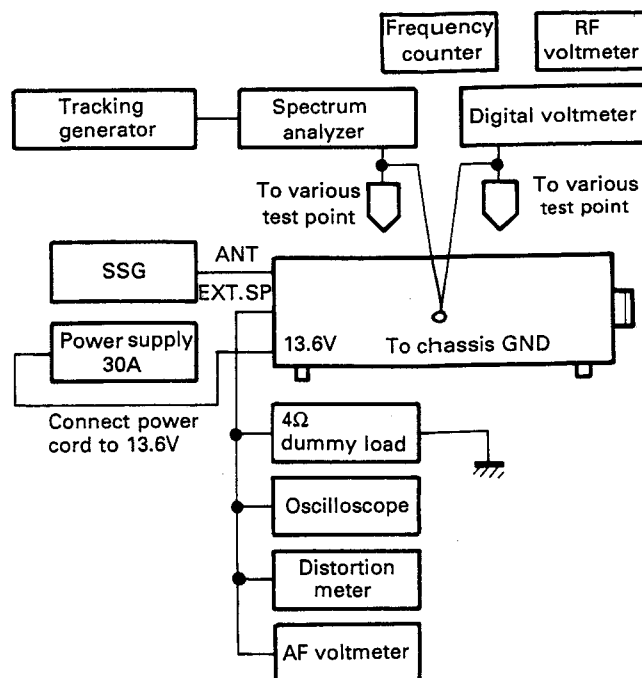 Frequency
counter
RF
voltmeter
Tracking
generator
Spectrum
analyzer
Digital voltmeter
To various
test point
To various
test point
SSG
ANT
EXT.SP
Power supply
30A
13.6V
To chassis GND
Connect power
cord to 13.6V
4Ω
dummy load
Oscilloscope
Distortion
meter
AF voltmeter